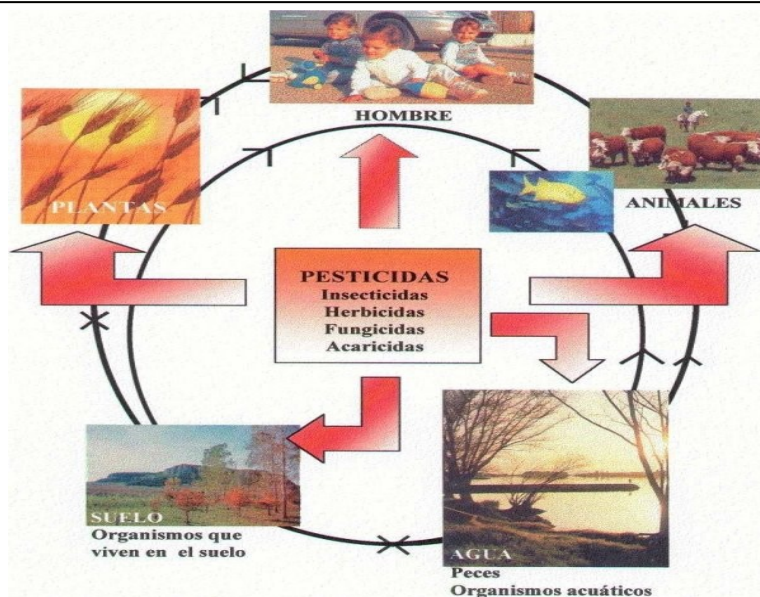 HOMBRE
PLANTAS
ANIMALES
PESTICIDAS
Insecticidas
Herbicidas
Fungicidas
Acaricidas
SUELO
Organismos que
viven en el suelo
AGUA
Peces
Organismos acuáticos